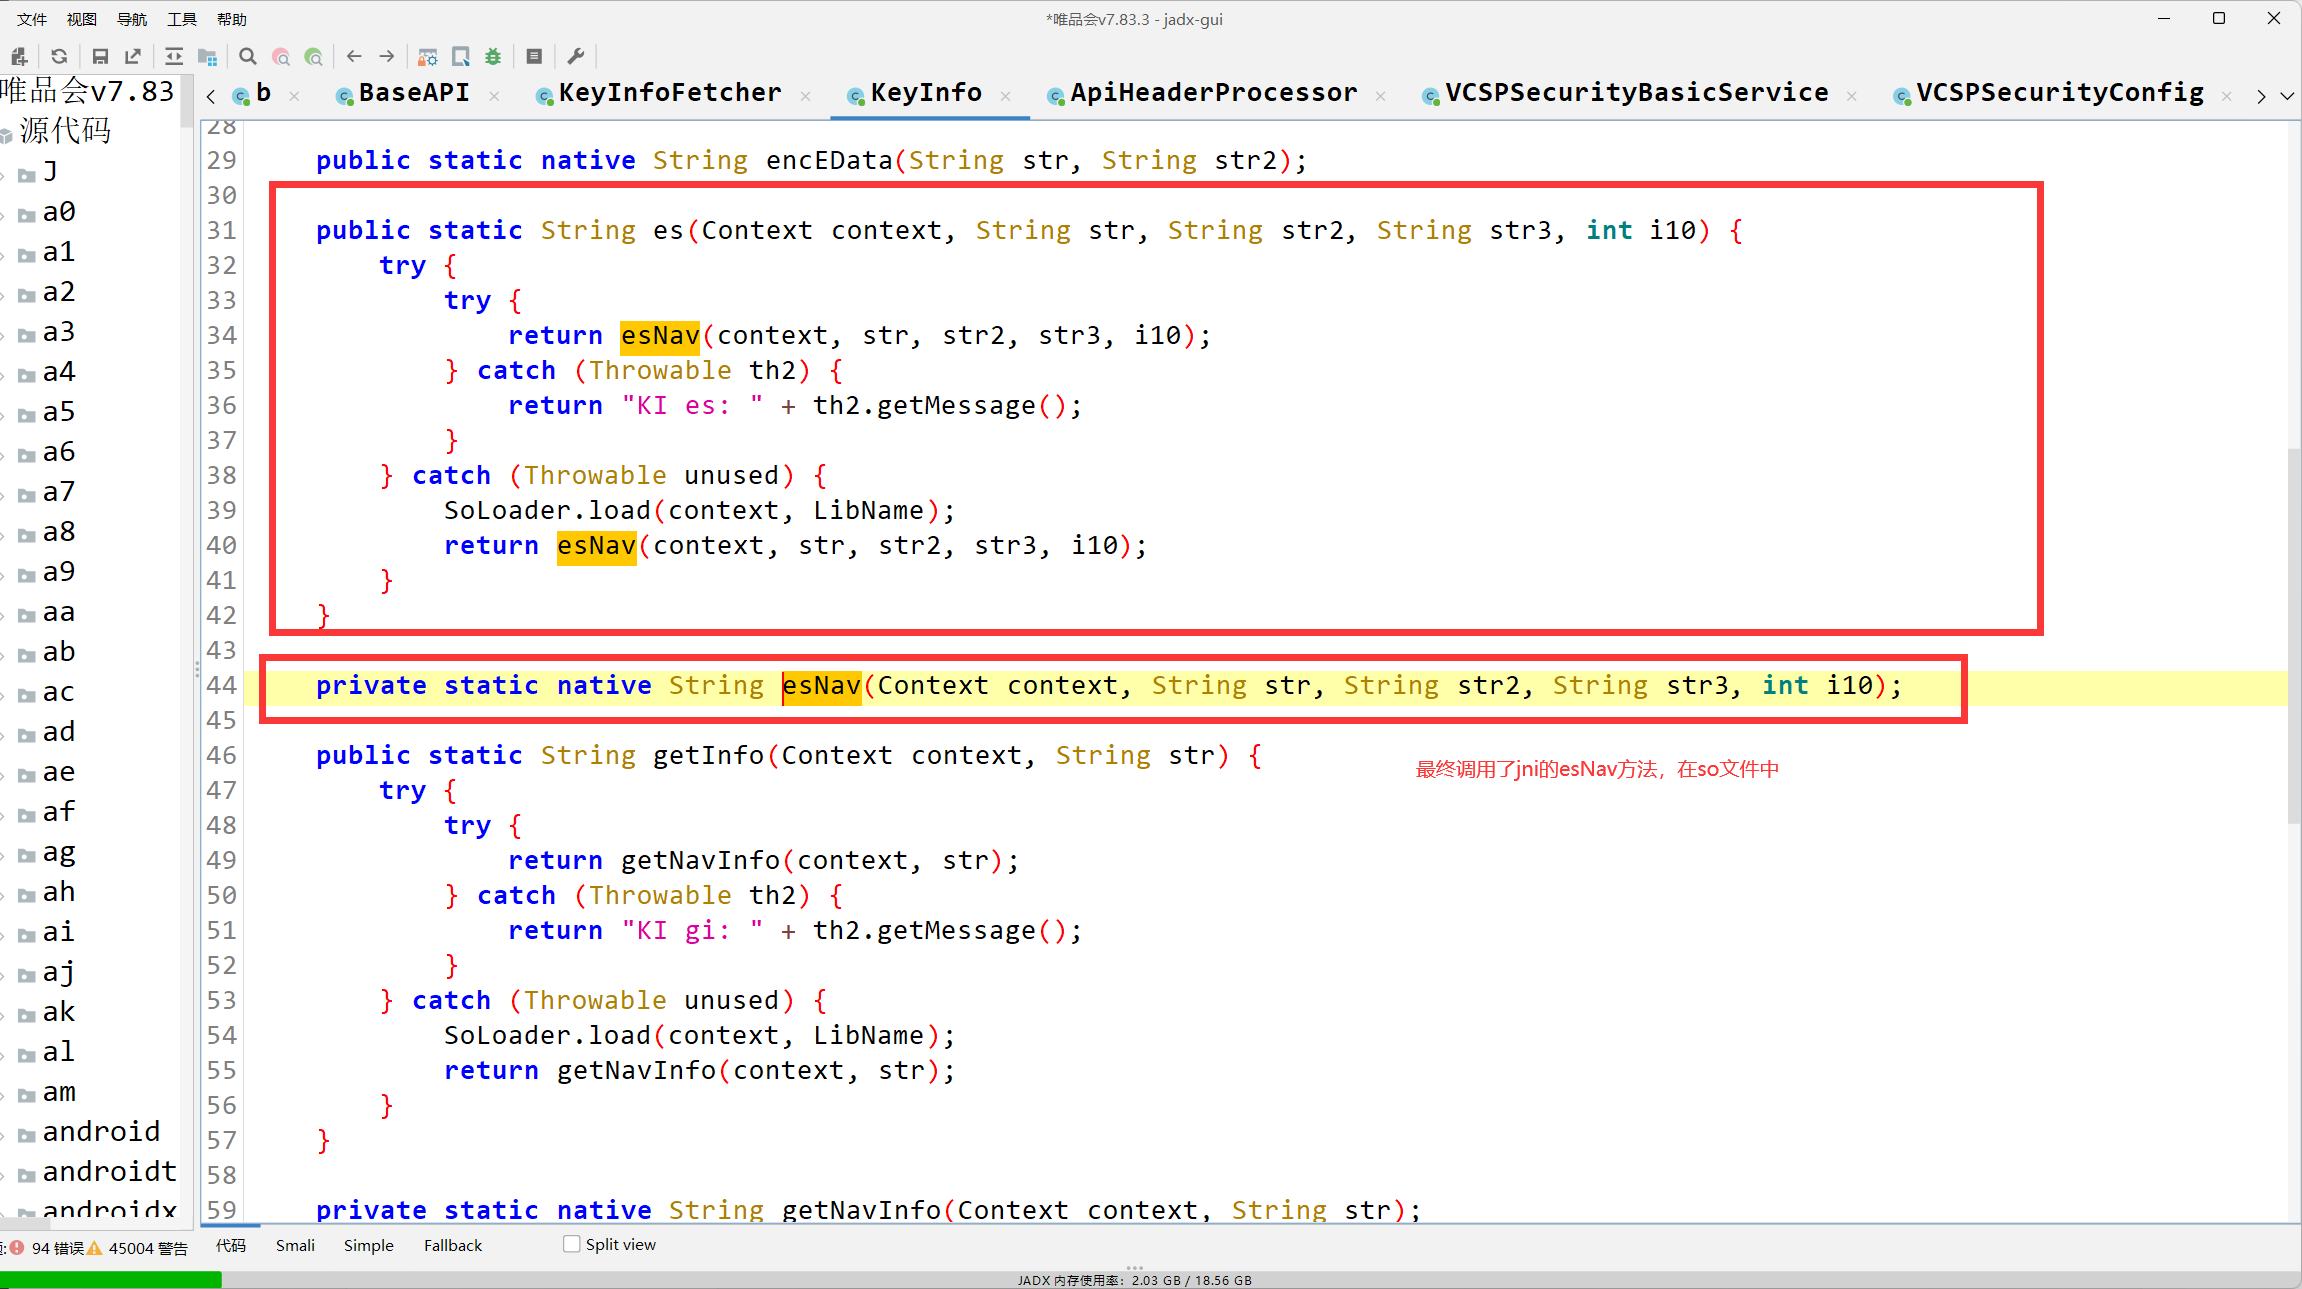 文件 视图 导航 工具 帮助
*唯品会v7.83.3 - jadx-gui
b BaseAPI KeyInfoFetcher KeyInfo ApiHeaderProcessor VCSPSecurityBasicService VCSPSecurityConfig
唯品会v7.83
源代码
J
a0
a1
a2
a3
a4
a5
a6
a7
a8
a9
aa
ab
ac
ad
ae
af
ag
ah
ai
aj
ak
al
am
android
androidt
androidx
28
29 public static native String encEData(String str, String str2);
30
31 public static String es(Context context, String str, String str2, String str3, int i10) {
32 try {
33 try {
34 return esNav(context, str, str2, str3, i10);
35 } catch (Throwable th2) {
36 return "KI es: " + th2.getMessage();
37 }
38 } catch (Throwable unused) {
39 SoLoader.load(context, LibName);
40 return esNav(context, str, str2, str3, i10);
41 }
42 }
43
44 private static native String esNav(Context context, String str, String str2, String str3, int i10);
45
46 public static String getInfo(Context context, String str) {
最终调用了jni的esNav方法，在so文件中
47 try {
48 try {
49 return getNavInfo(context, str);
50 } catch (Throwable th2) {
51 return "KI gi: " + th2.getMessage();
52 }
53 } catch (Throwable unused) {
54 SoLoader.load(context, LibName);
55 return getNavInfo(context, str);
56 }
57 }
58
59 private static native String getNavInfo(Context context, String str);
94 错误 45004 警告
代码 Smali Simple Fallback Split view
JADX 内存使用率：2.03 GB / 18.56 GB